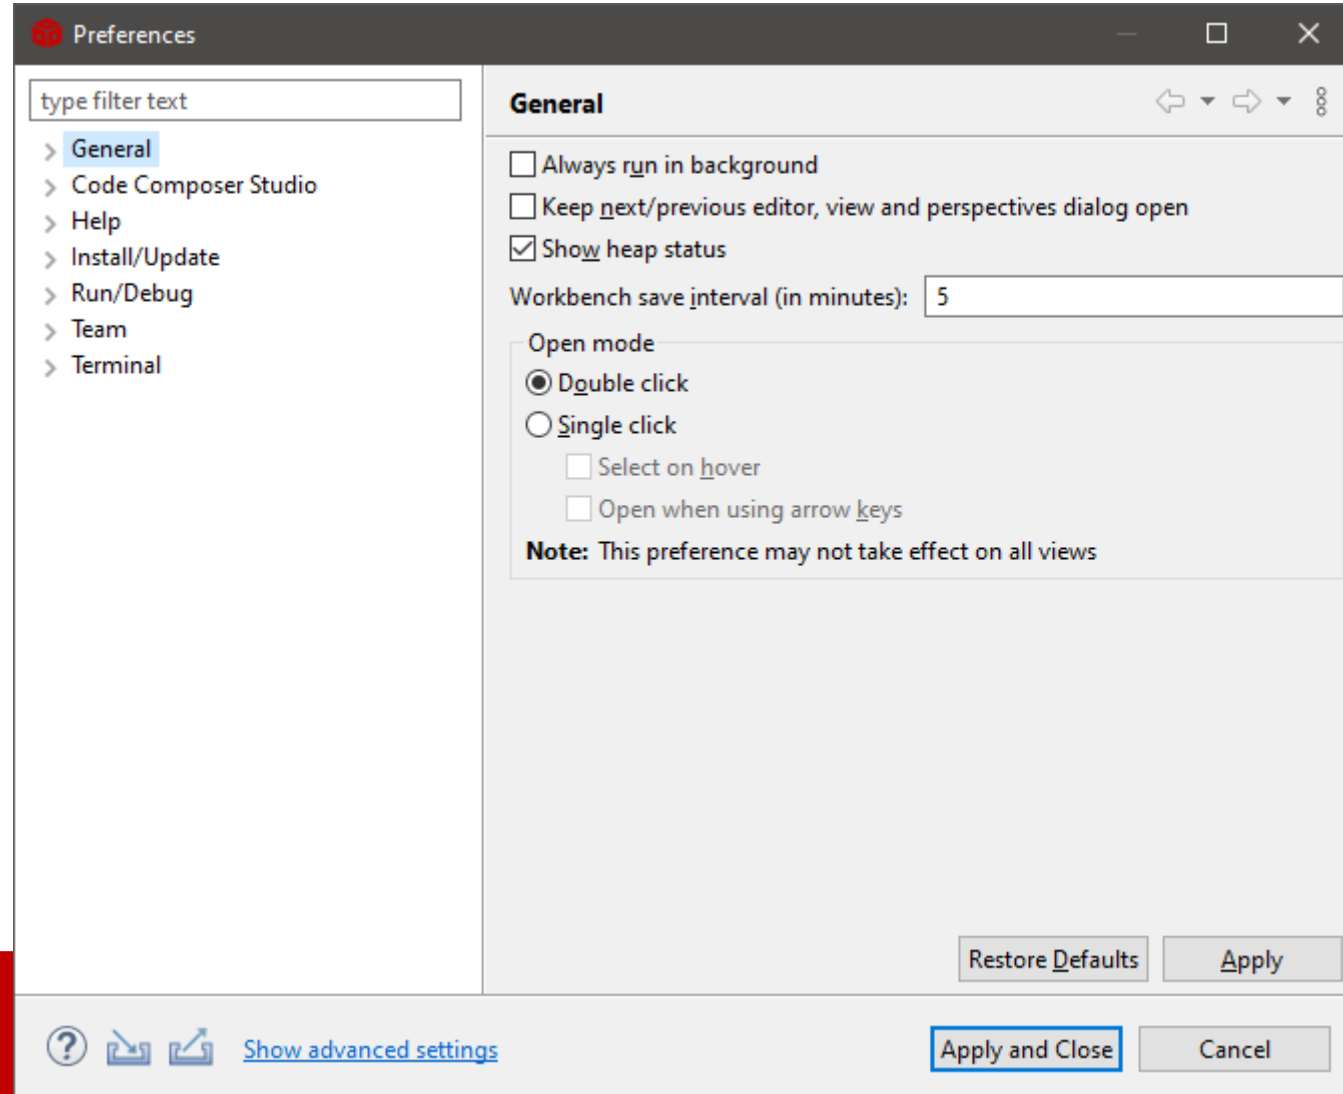 Preferences
type filter text
General
Code Composer Studio
Help
Install/Update
Run/Debug
Team
Terminal
General
Always run in background
Keep next/previous editor, view and perspectives dialog open
Show heap status
Workbench save interval (in minutes): 5
Open mode
Double click
Single click
Select on hover
Open when using arrow keys
Note: This preference may not take effect on all views
Restore Defaults Apply
? Show advanced settings Apply and Close Cancel